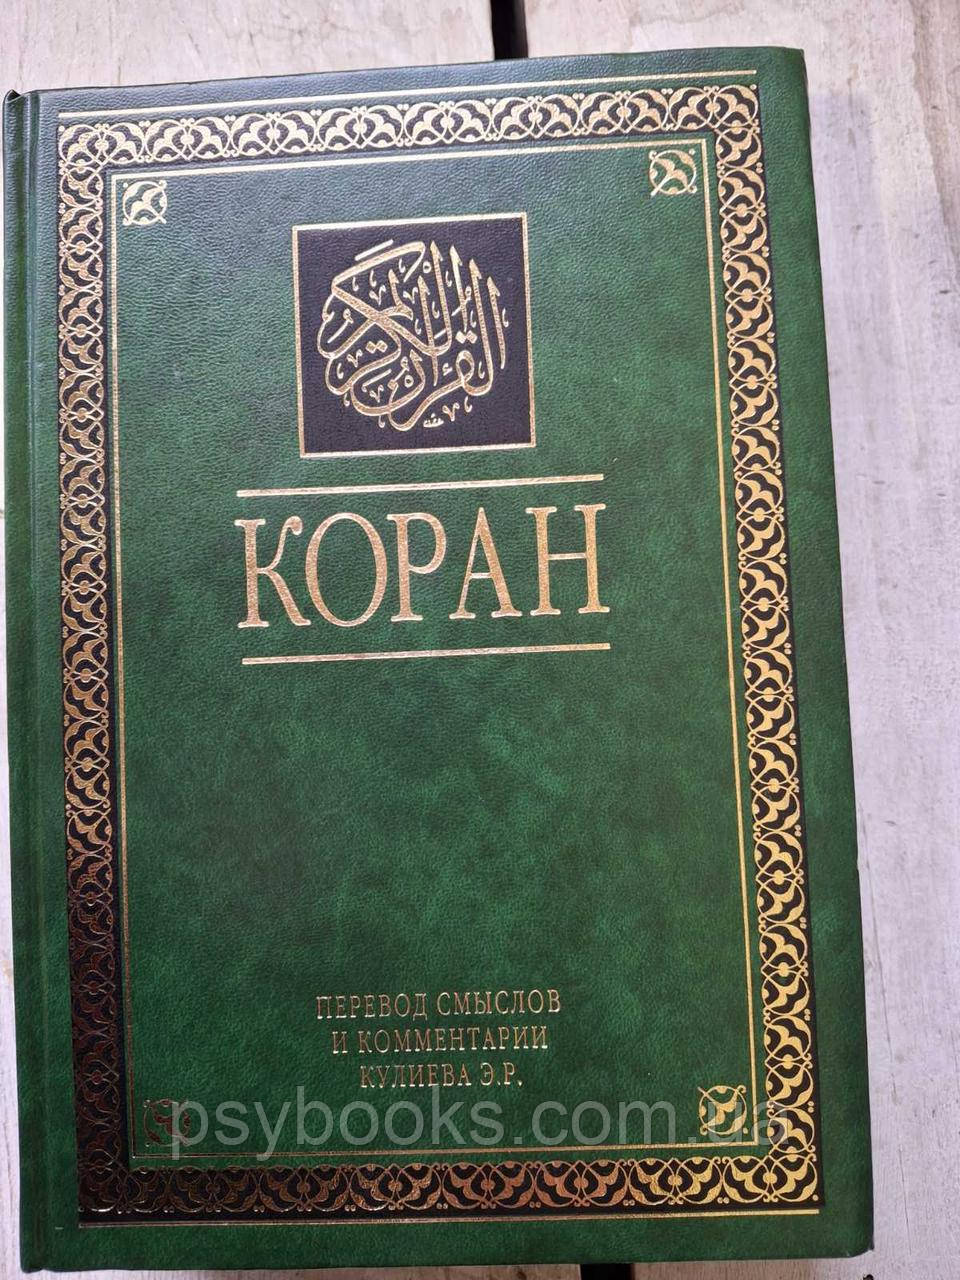 القرآن الكريم
КОРАН
ПЕРЕВОД СМЫСЛОВ
И КОММЕНТАРИИ
КУЛИЕВА Э.Р.
psybooks.com.ua